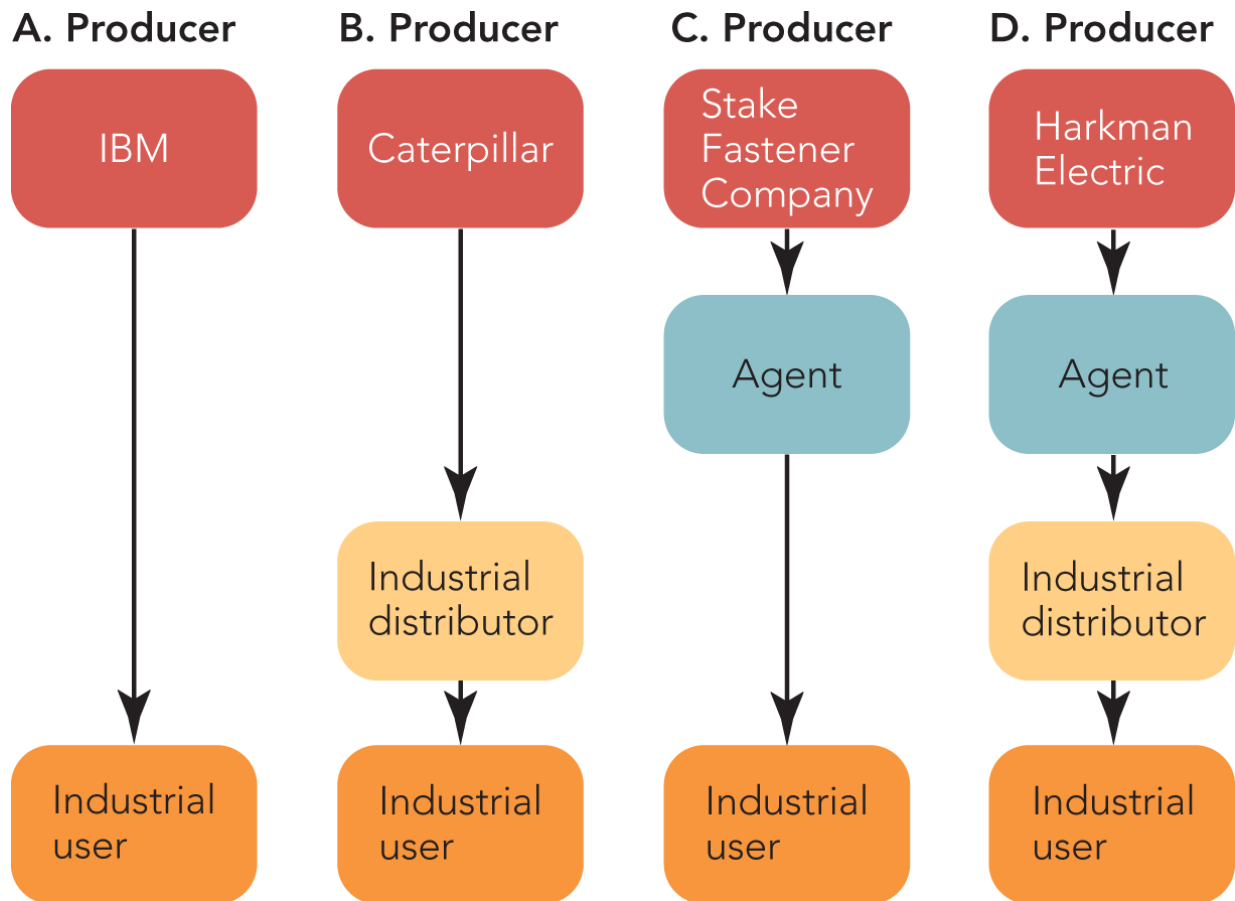 A. Producer
B. Producer
C. Producer
D. Producer
IBM
Caterpillar
Stake
Fastener
Company
Harkman
Electric
Agent
Agent
Industrial
distributor
Industrial
distributor
Industrial
user
Industrial
user
Industrial
user
Industrial
user